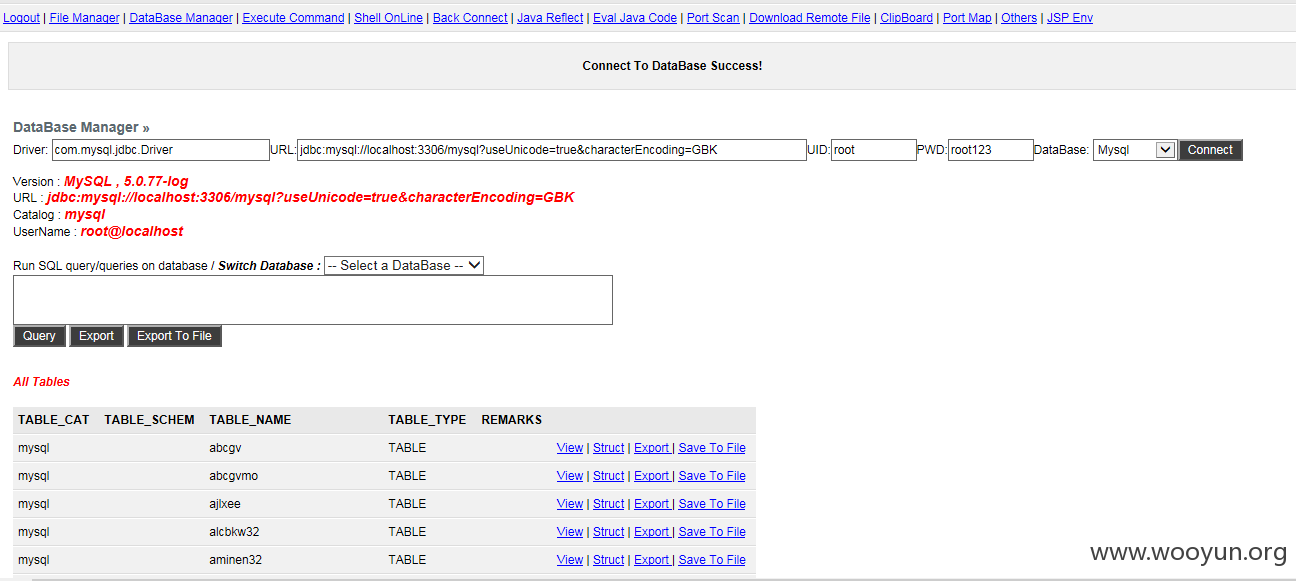 Logout | File Manager | DataBase Manager | Execute Command | Shell OnLine | Back Connect | Java Reflect | Eval Java Code | Port Scan | Download Remote File | ClipBoard | Port Map | Others | JSP Env
Connect To DataBase Success!
DataBase Manager »
Driver: com.mysql.jdbc.Driver URL: jdbc:mysql://localhost:3306/mysql?useUnicode=true&characterEncoding=GBK UID: root PWD: root123 DataBase: Mysql Connect
Version : MySQL , 5.0.77-log
URL : jdbc:mysql://localhost:3306/mysql?useUnicode=true&characterEncoding=GBK
Catalog : mysql
UserName : root@localhost
Run SQL query/queries on database / Switch Database : -- Select a DataBase --
Query Export Export To File
All Tables
TABLE_CAT TABLE_SCHEM TABLE_NAME TABLE_TYPE REMARKS
mysql abcgv TABLE View | Struct | Export | Save To File
mysql abcgvmo TABLE View | Struct | Export | Save To File
mysql ajlxee TABLE View | Struct | Export | Save To File
mysql alcbkw32 TABLE View | Struct | Export | Save To File
mysql aminen32 TABLE View | Struct | Export | Save To File
www.wooyun.org